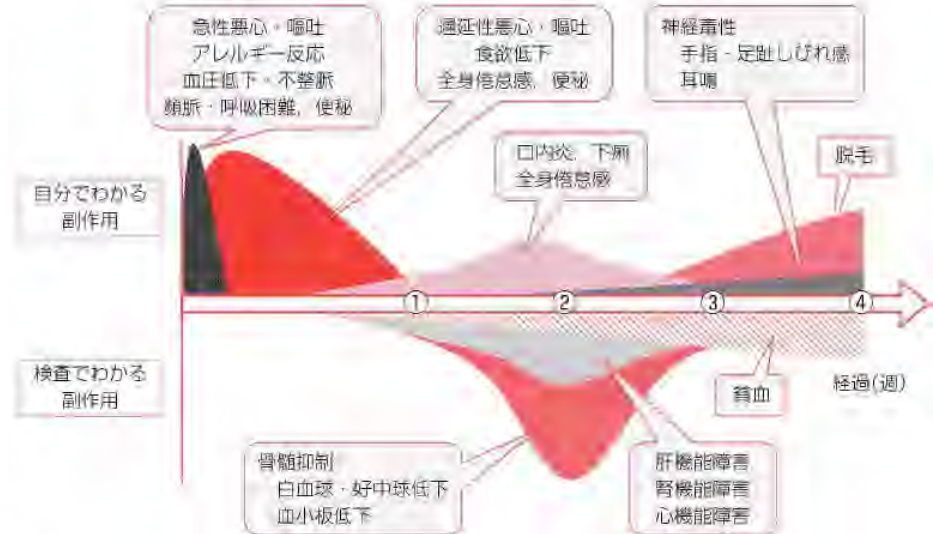 急性悪心・嘔吐
アレルギー反応
血圧低下・不整脈
頻脈・呼吸困難, 便秘
遅延性悪心・嘔吐
食欲低下
全身倦怠感, 便秘
神経毒性
手指・足趾しびれ感
耳鳴
口内炎, 下痢
全身倦怠感
脱毛
自分でわかる
副作用
① ② ③ ④
検査でわかる
副作用
経過(週)
貧血
骨髄抑制
白血球・好中球低下
血小板低下
肝機能障害
腎機能障害
心機能障害